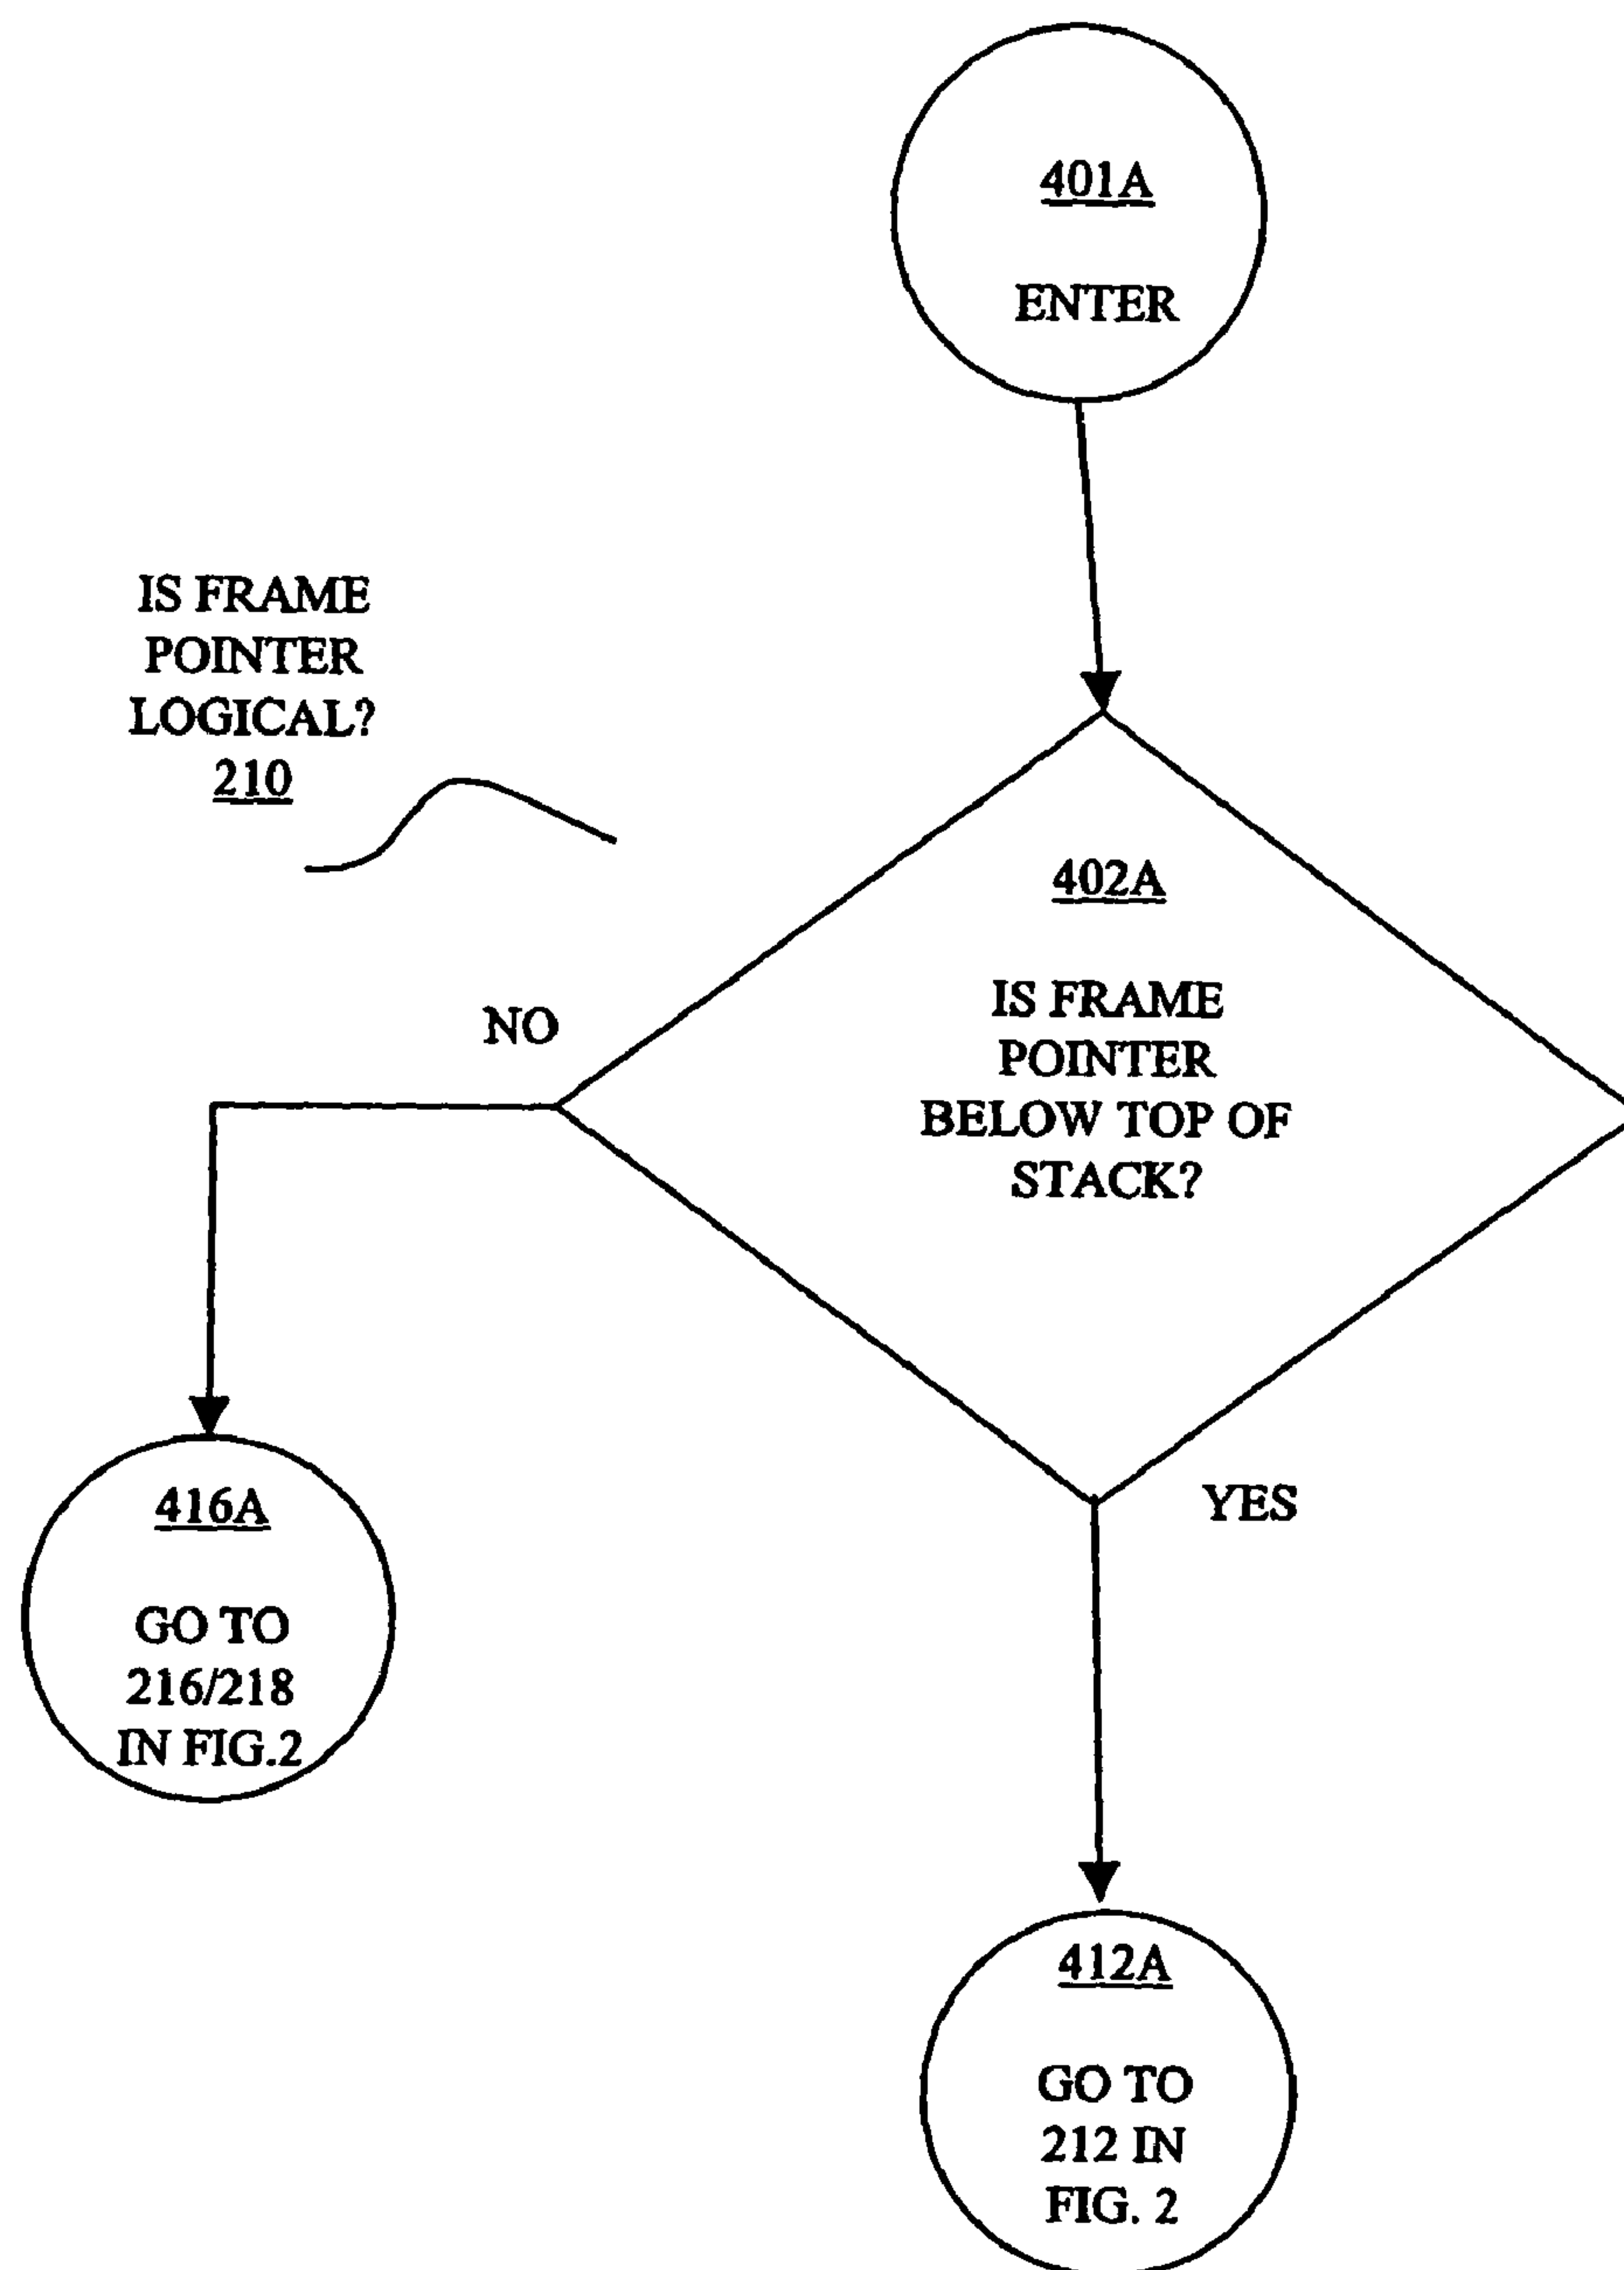 401A
ENTER
IS FRAME
POINTER
LOGICAL?
210
402A
IS FRAME
POINTER
BELOW TOP OF
STACK?
NO
YES
416A
GO TO
216/218
IN FIG.2
412A
GO TO
212 IN
FIG. 2